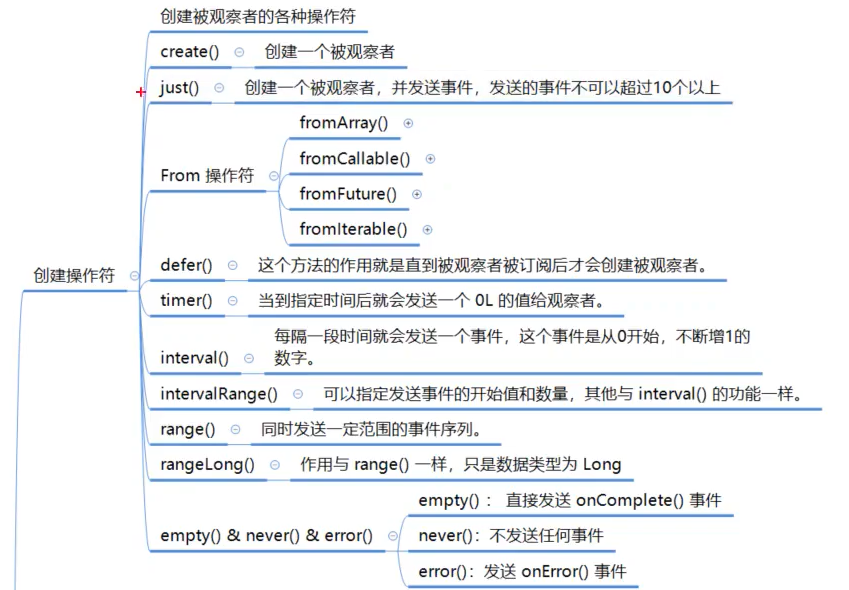 创建被观察者的各种操作符
create() 创建一个被观察者
just() 创建一个被观察者，并发送事件，发送的事件不可以超过10个以上
fromArray()
fromCallable()
From 操作符
fromFuture()
fromIterable()
创建操作符
defer() 这个方法的作用就是直到被观察者被订阅后才会创建被观察者。
timer() 当到指定时间后就会发送一个 0L 的值给观察者。
interval() 每隔一段时间就会发送一个事件，这个事件是从0开始，不断增1的
数字。
intervalRange() 可以指定发送事件的开始值和数量，其他与 interval() 的功能一样。
range() 同时发送一定范围的事件序列。
rangeLong() 作用与 range() 一样，只是数据类型为 Long
empty() & never() & error()
empty() ： 直接发送 onComplete() 事件
never()：不发送任何事件
error()：发送 onError() 事件